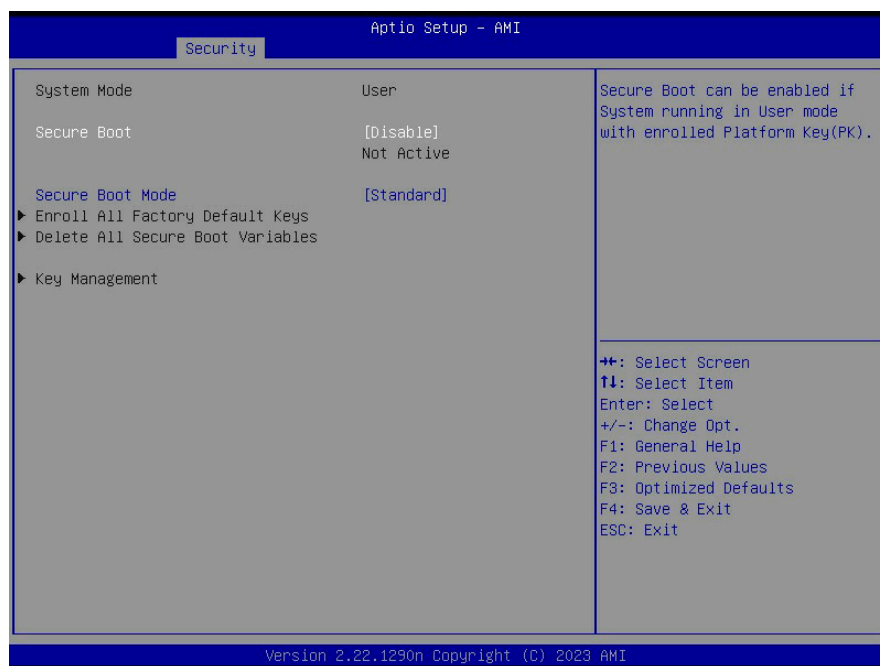 Aptio Setup – AMI
Security
System Mode User
Secure Boot [Disable]
Not Active
Secure Boot Mode [Standard]
▶ Enroll All Factory Default Keys
▶ Delete All Secure Boot Variables
▶ Key Management
Secure Boot can be enabled if
System running in User mode
with enrolled Platform Key(PK).
→←: Select Screen
↑↓: Select Item
Enter: Select
+/-: Change Opt.
F1: General Help
F2: Previous Values
F3: Optimized Defaults
F4: Save & Exit
ESC: Exit
Version 2.22.1290n Copyright (C) 2023 AMI